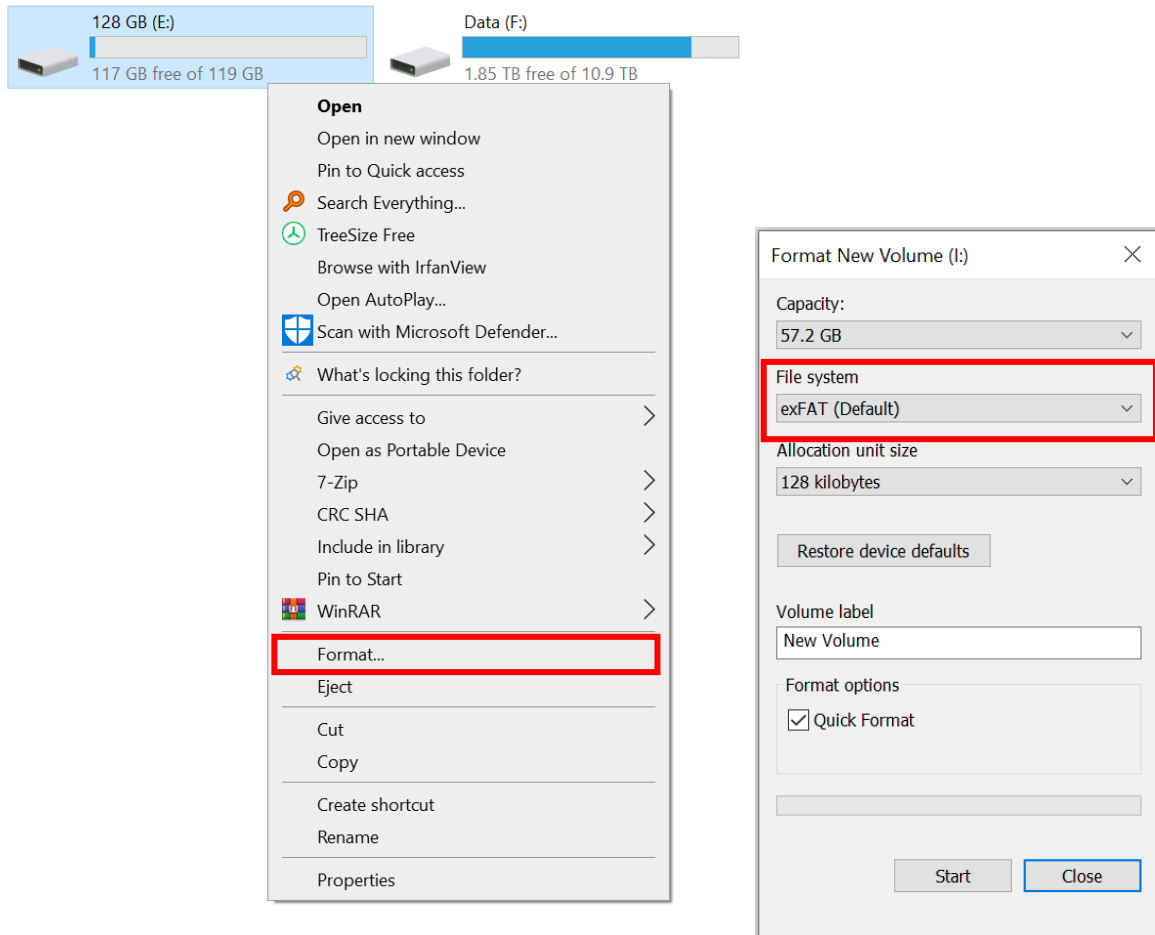 128 GB (E:)
117 GB free of 119 GB
Data (F:)
1.85 TB free of 10.9 TB
Open
Open in new window
Pin to Quick access
Search Everything...
TreeSize Free
Browse with IrfanView
Open AutoPlay...
Scan with Microsoft Defender...
What's locking this folder?
Give access to
Open as Portable Device
7-Zip
CRC SHA
Include in library
Pin to Start
WinRAR
Format...
Eject
Cut
Copy
Create shortcut
Rename
Properties
Format New Volume (I:)
Capacity:
57.2 GB
File system
exFAT (Default)
Allocation unit size
128 kilobytes
Restore device defaults
Volume label
New Volume
Format options
Quick Format
Start
Close